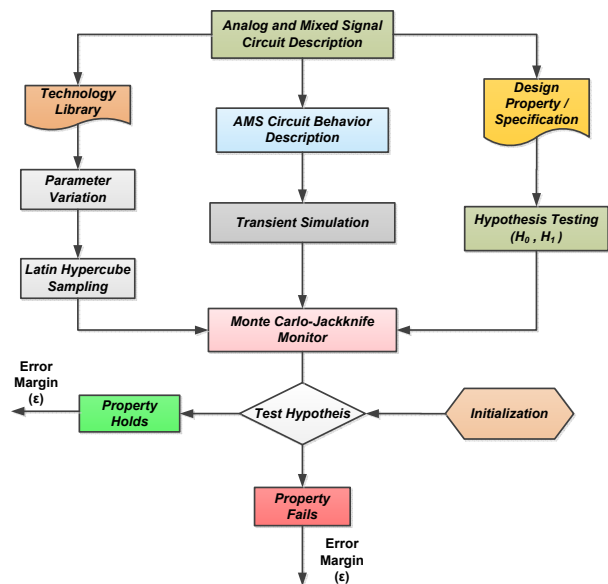 Analog and Mixed Signal
Circuit Description
Technology
Library
AMS Circuit Behavior
Description
Design
Property /
Specification
Parameter
Variation
Transient Simulation
Hypothesis Testing
(H0 , H1 )
Latin Hypercube
Sampling
Monte Carlo-Jackknife
Monitor
Error
Margin
(ε)
Property
Holds
Test Hypotheis
Initialization
Property
Fails
Error
Margin
(ε)